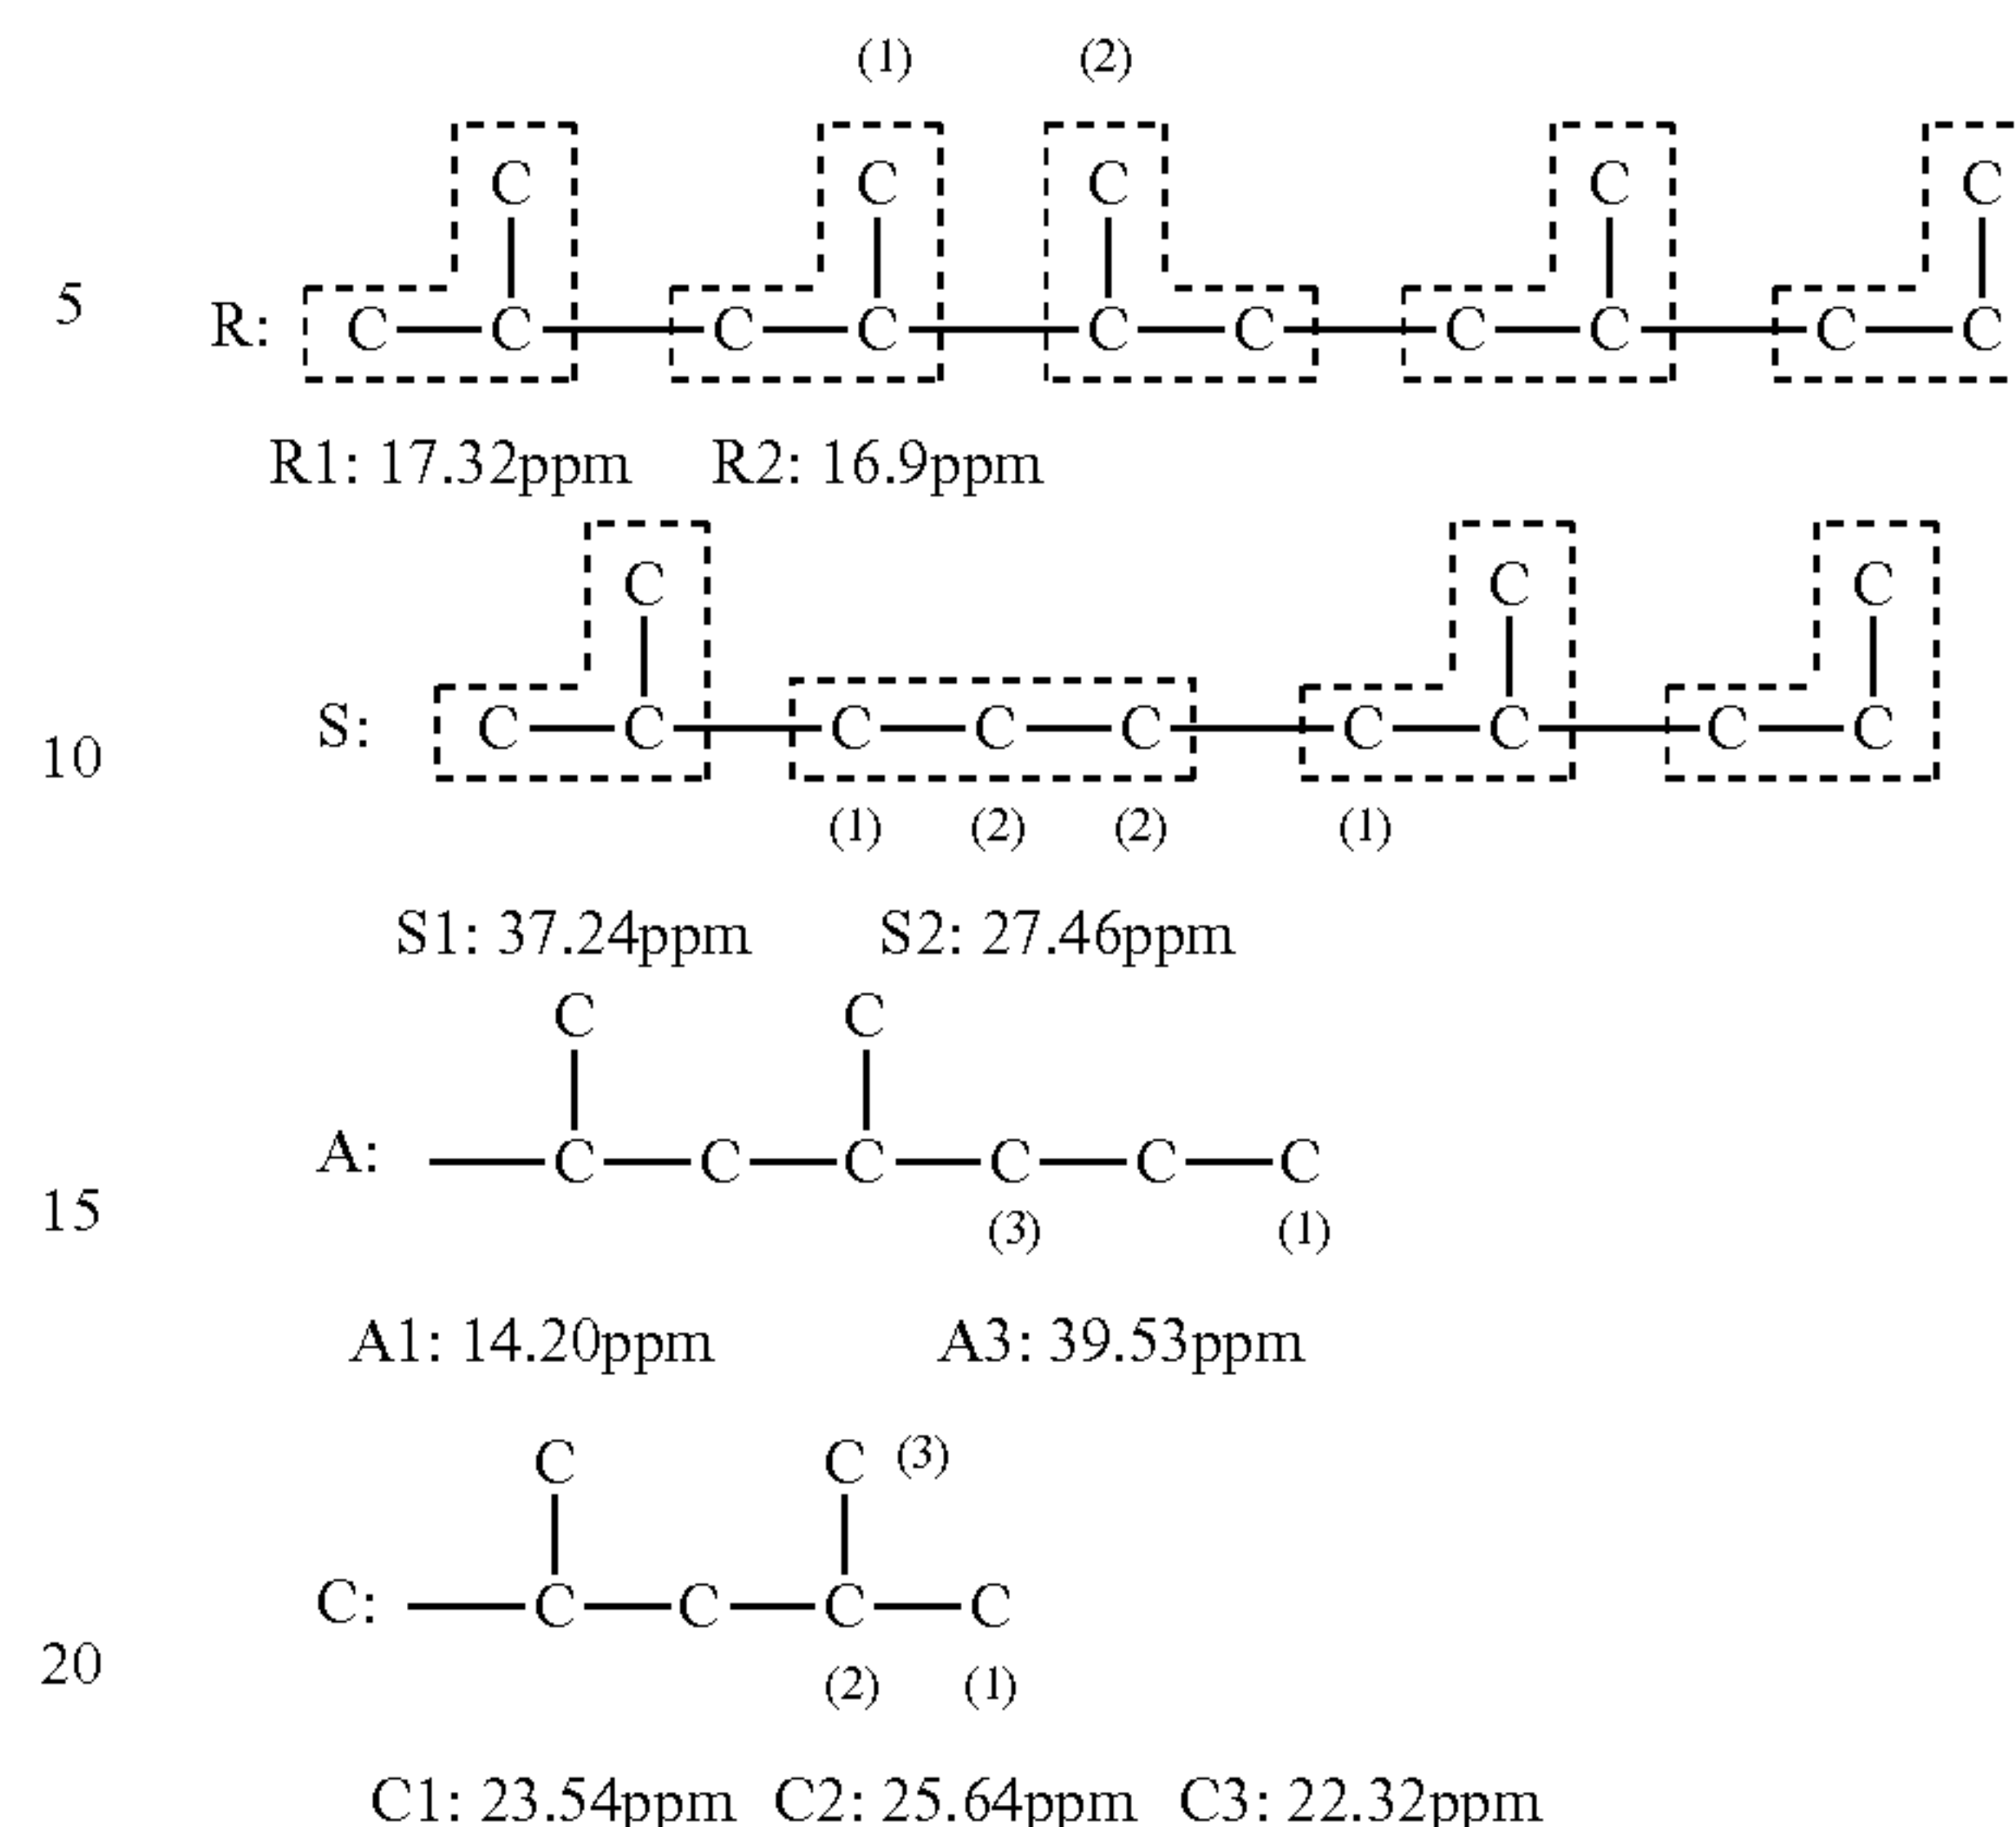 (1) (2)
C C C C C
5 R: C C C C C C C C C C
R1: 17.32ppm R2: 16.9ppm
C C C
10 S: C C C C C C C C C
(1) (2) (2) (1)
S1: 37.24ppm S2: 27.46ppm
C C
A: C C C C C C
15 (3) (1)
A1: 14.20ppm A3: 39.53ppm
C C (3)
C: C C C C
20 (2) (1)
C1: 23.54ppm C2: 25.64ppm C3: 22.32ppm